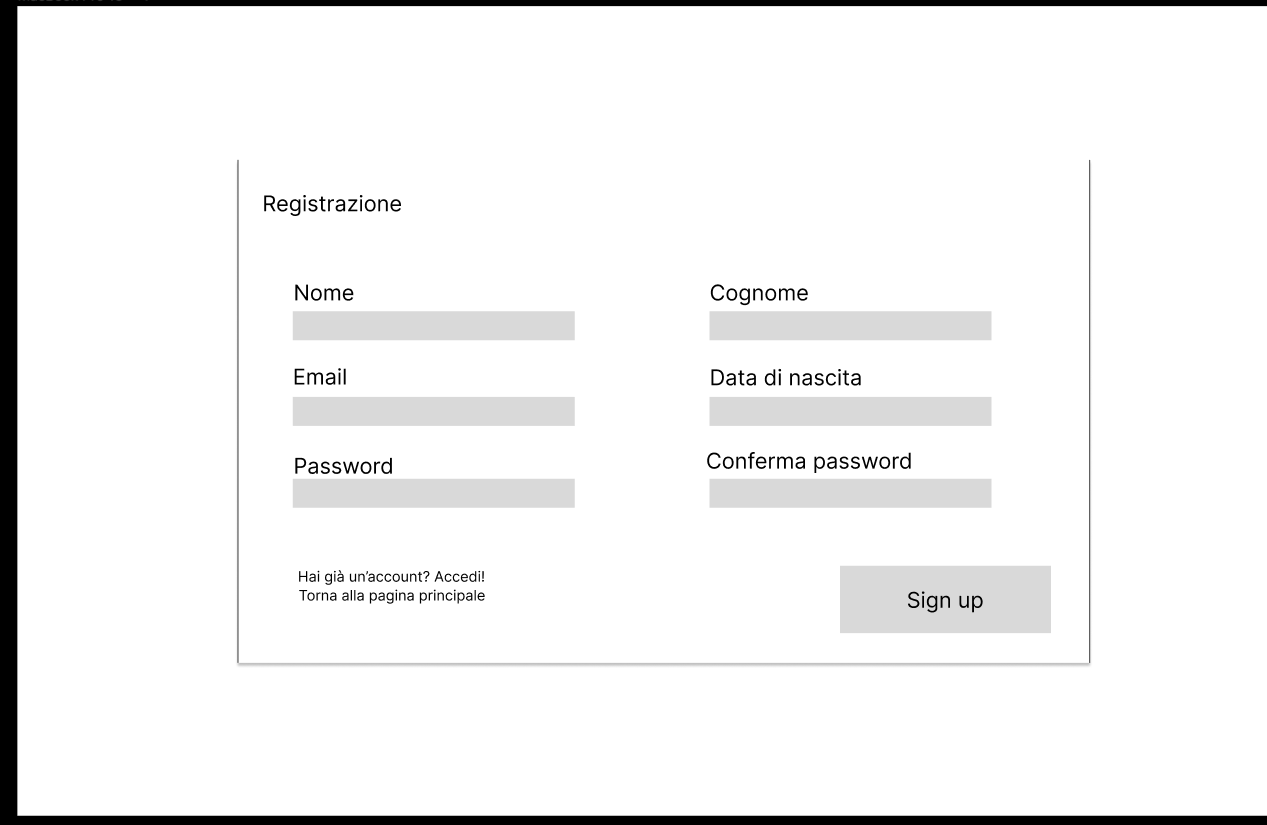 Registrazione
Nome
Cognome
Email
Data di nascita
Password
Conferma password
Hai già un'account? Accedi!
Torna alla pagina principale
Sign up